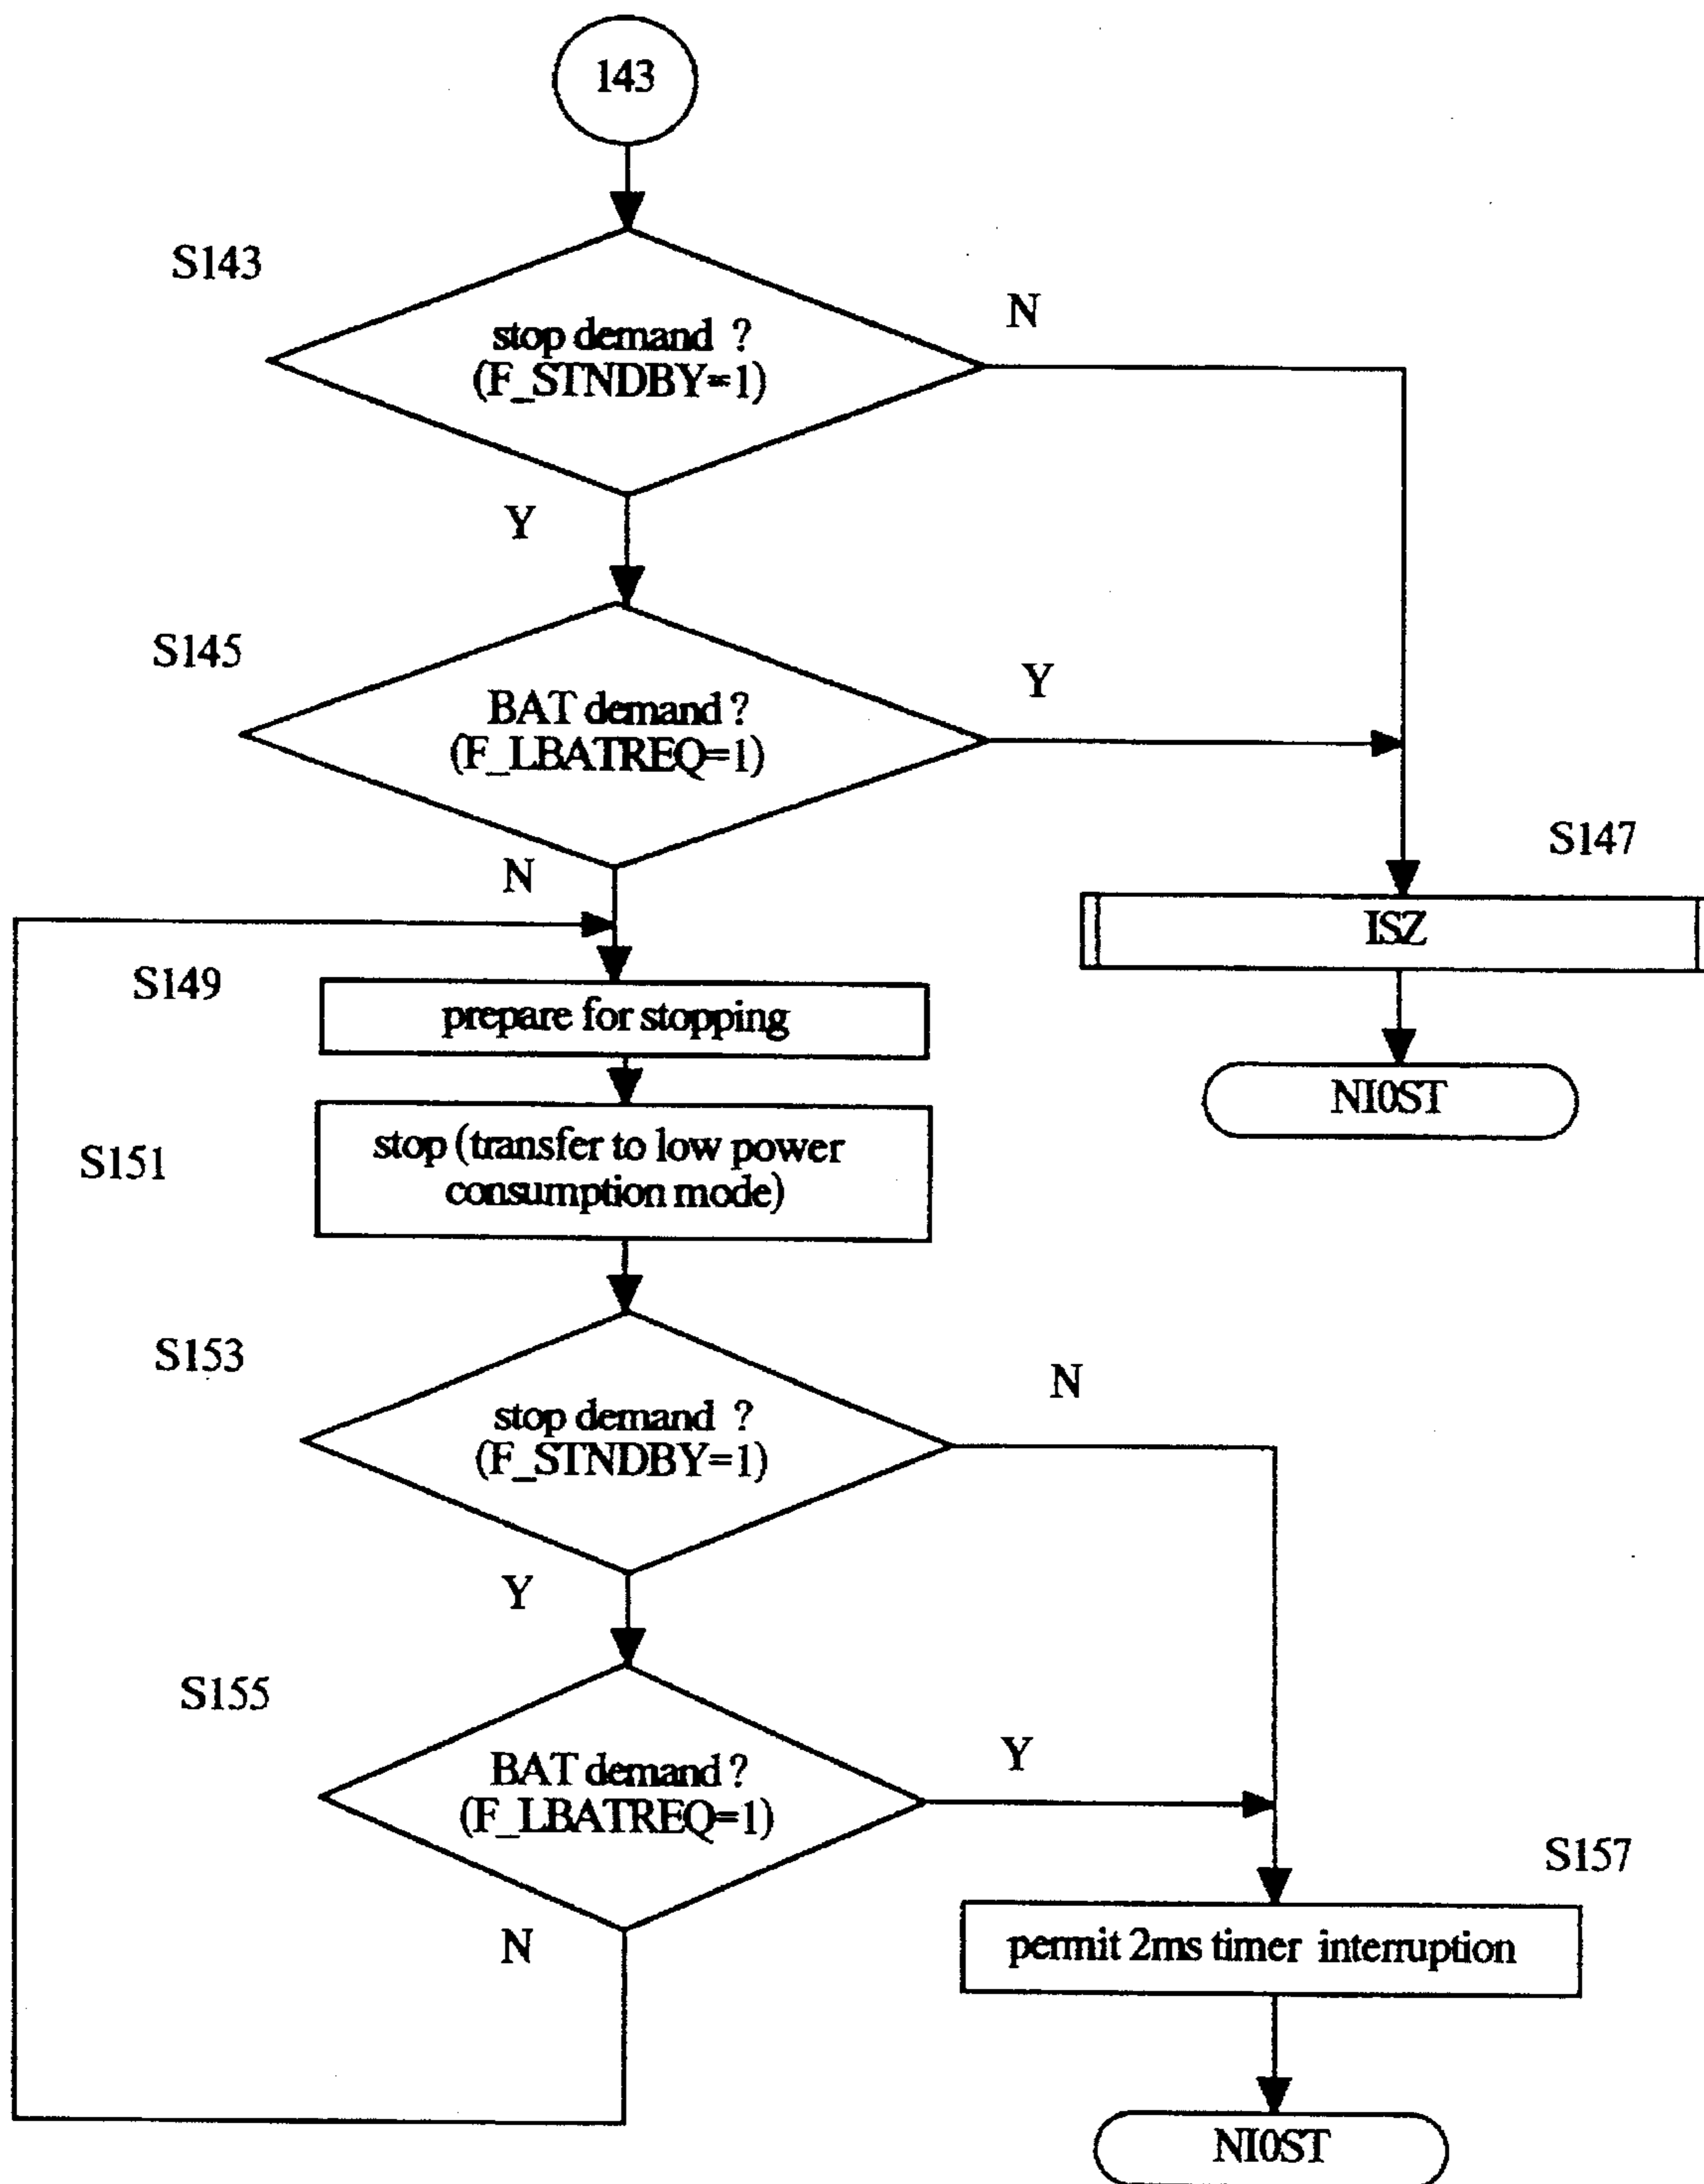 143
S143
stop demand ?
(F_STNDBY=1)
N
Y
S145
BAT demand ?
(F_LBATREQ=1)
Y
N
S147
ISZ
NI0ST
S149
prepare for stopping
S151
stop (transfer to low power
consumption mode)
S153
stop demand ?
(F_STNDBY=1)
N
Y
S155
BAT demand ?
(F_LBATREQ=1)
Y
N
S157
permit 2ms timer interruption
NI0ST